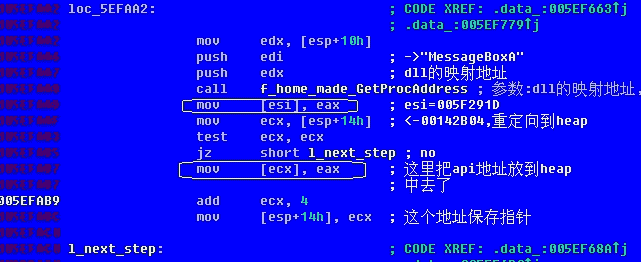 loc_5EFAA2: ; CODE XREF: .data_:005EF663↑j
; .data_:005EF779↑j
mov edx, [esp+10h]
push edi ; ->"MessageBoxA"
push edx ; dll的映射地址
call f_home_made_GetProcAddress ; 参数:dll的映射地址,
mov [esi], eax ; esi=005F291D
mov ecx, [esp+14h] ; <-00142B04,重定向到heap
test ecx, ecx
jz short l_next_step ; no
mov [ecx], eax ; 这里把api地址放到heap
; 中去了
005EFAB9 add ecx, 4
mov [esp+14h], ecx ; 这个地址保存指针
l_next_step: ; CODE XREF: .data_:005EF68A↑j